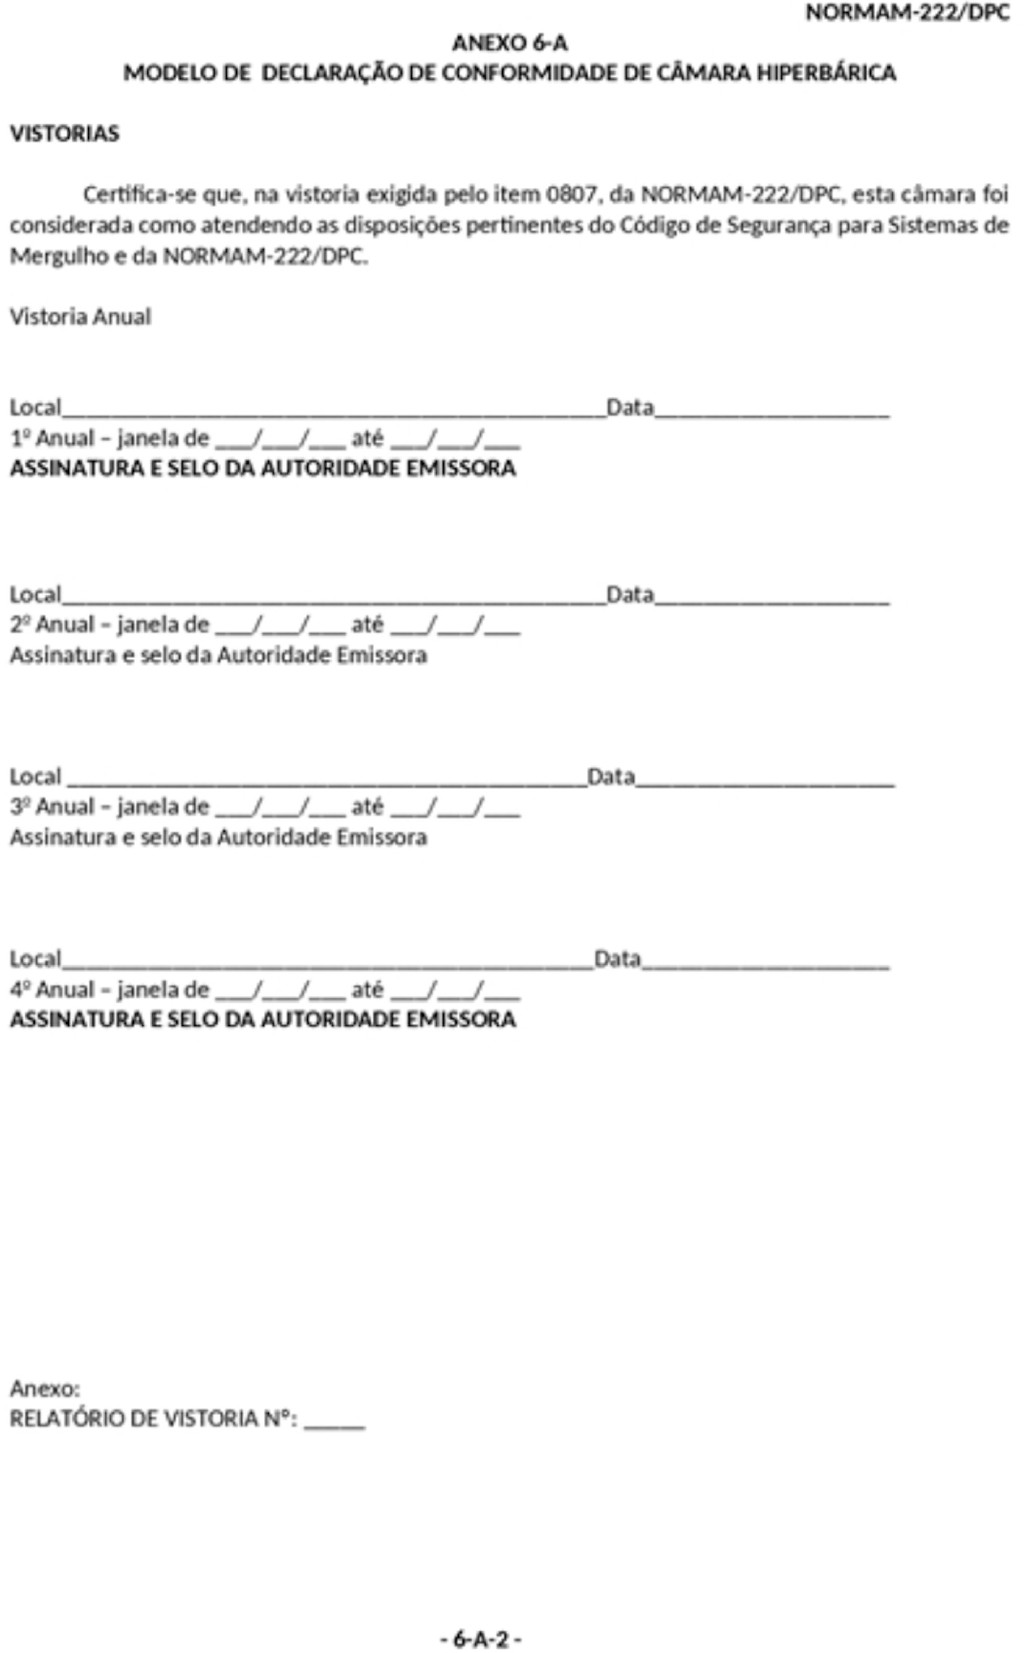 NORMAM-222/DPC
ANEXO 6-A
MODELO DE DECLARAÇÃO DE CONFORMIDADE DE CÂMARA HIPERBÁRICA
VISTORIAS
Certifica-se que, na vistoria exigida pelo item 0807, da NORMAM-222/DPC, esta câmara foi
considerada como atendendo as disposições pertinentes do Código de Segurança para Sistemas de
Mergulho e da NORMAM-222/DPC.
Vistoria Anual
Local____________________________________________Data___________________
1º Anual – janela de ___/___/___ até ___/___/___
ASSINATURA E SELO DA AUTORIDADE EMISSORA
Local____________________________________________Data___________________
2º Anual – janela de ___/___/___ até ___/___/___
Assinatura e selo da Autoridade Emissora
Local __________________________________________Data_____________________
3º Anual – janela de ___/___/___ até ___/___/___
Assinatura e selo da Autoridade Emissora
Local___________________________________________Data____________________
4º Anual – janela de ___/___/___ até ___/___/___
ASSINATURA E SELO DA AUTORIDADE EMISSORA
Anexo:
RELATÓRIO DE VISTORIA N°: _____
- 6-A-2 -